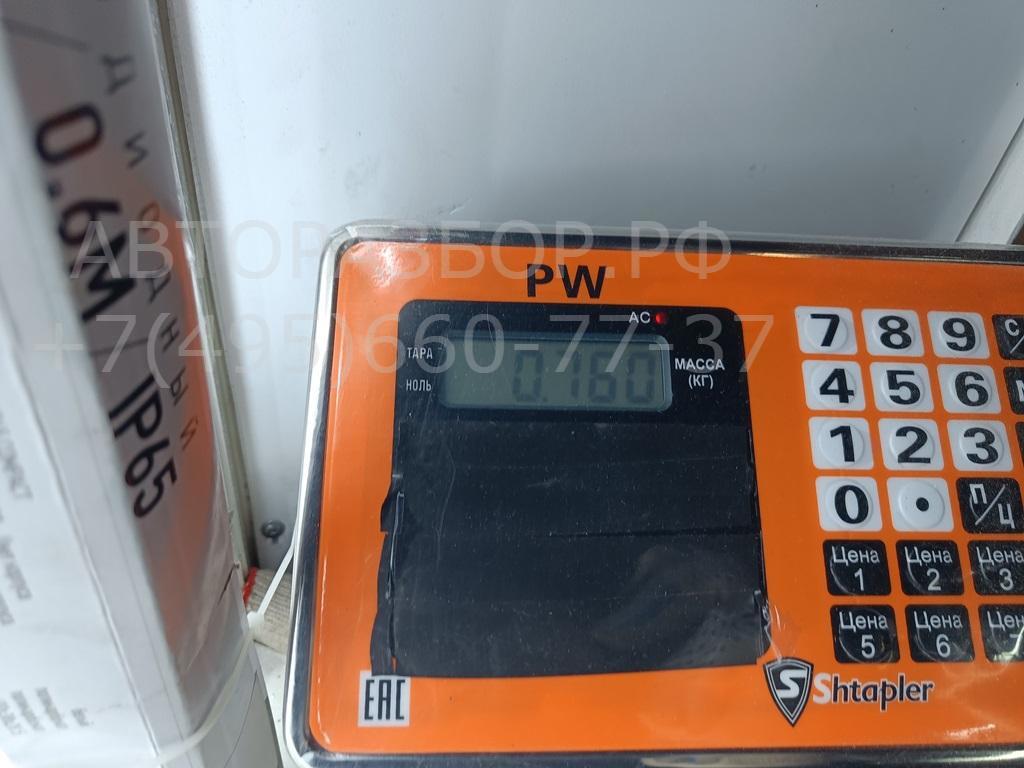 диодный
0.6М / IP65
АВТОРАЗБОР.РФ
+7(495)660-77-37
PW
AC
ТАРА
НОЛЬ
0.160
МАССА
(КГ)
7 8 9 С/
4 5 6
1 2 3
0 . П/Ц
Цена 1 Цена 2 Цена 3
Цена 5 Цена 6
EAC
S Shtapler